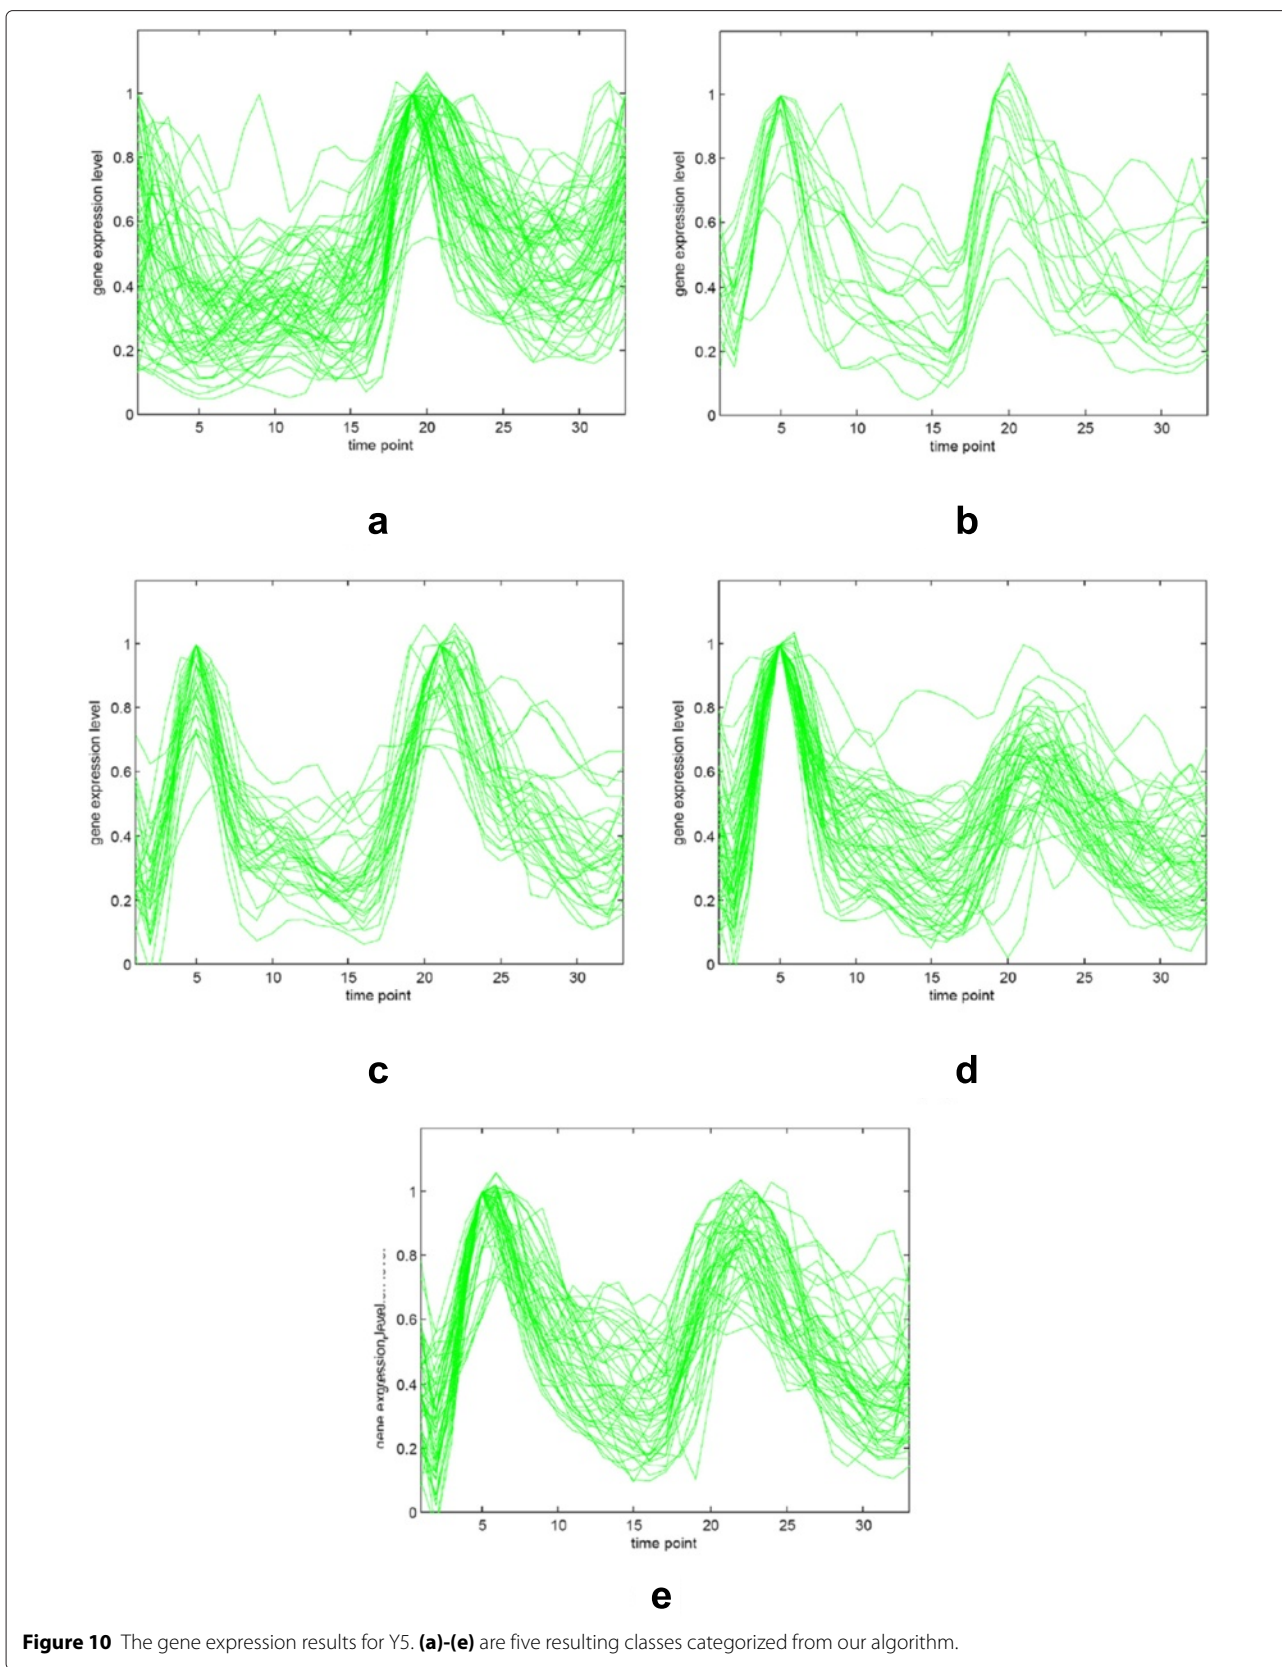 gene expression level
1
0.8
0.6
0.4
0.2
0
5 10 15 20 25 30
time point
a
gene expression level
1
0.8
0.6
0.4
0.2
0
5 10 15 20 25 30
time point
b
gene expression level
1
0.8
0.6
0.4
0.2
0
5 10 15 20 25 30
time point
c
gene expression level
1
0.8
0.6
0.4
0.2
0
5 10 15 20 25 30
time point
d
gene expression level
1
0.8
0.6
0.4
0.2
0
5 10 15 20 25 30
time point
e
Figure 10 The gene expression results for Y5. (a)-(e) are five resulting classes categorized from our algorithm.